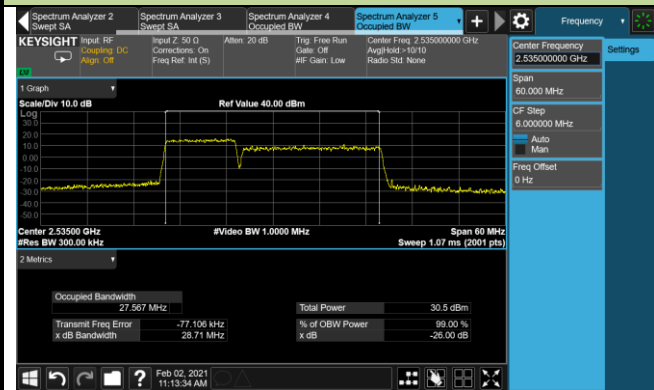 Spectrum Analyzer 2
Swept SA
Spectrum Analyzer 3
Swept SA
Spectrum Analyzer 4
Occupied BW
Spectrum Analyzer 5
Occupied BW
Frequency
KEYSIGHT
Input: RF
Coupling: DC
Align: Off
Input Z: 50 Ω
Corrections: On
Freq Ref: Int (S)
Atten: 20 dB
Trig: Free Run
Gate: Off
#IF Gain: Low
Center Freq: 2.535000000 GHz
Avg|Hold:>10/10
Radio Std: None
Center Frequency
2.535000000 GHz
Settings
Span
60.000 MHz
CF Step
6.000000 MHz
Auto
Man
Freq Offset
0 Hz
1 Graph
Scale/Div 10.0 dB
Ref Value 40.00 dBm
Log
30.0
20.0
10.0
0.00
-10.0
-20.0
-30.0
-40.0
-50.0
Center 2.53500 GHz
#Video BW 1.0000 MHz
Span 60 MHz
#Res BW 300.00 kHz
Sweep 1.07 ms (2001 pts)
2 Metrics
Occupied Bandwidth
27.567 MHz
Total Power
30.5 dBm
Transmit Freq Error
-77.106 kHz
% of OBW Power
99.00 %
x dB Bandwidth
28.71 MHz
x dB
-26.00 dB
?
Feb 02, 2021
11:13:34 AM